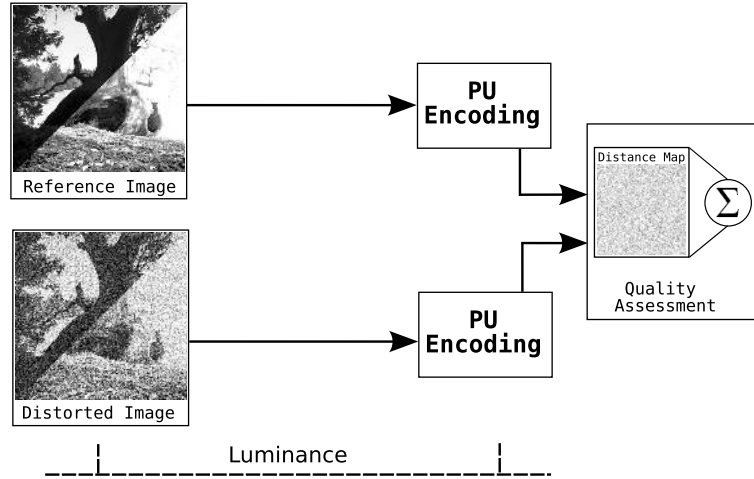 Reference Image
PU
Encoding
Distance Map
Σ
Quality
Assessment
PU
Encoding
Distorted Image
Luminance